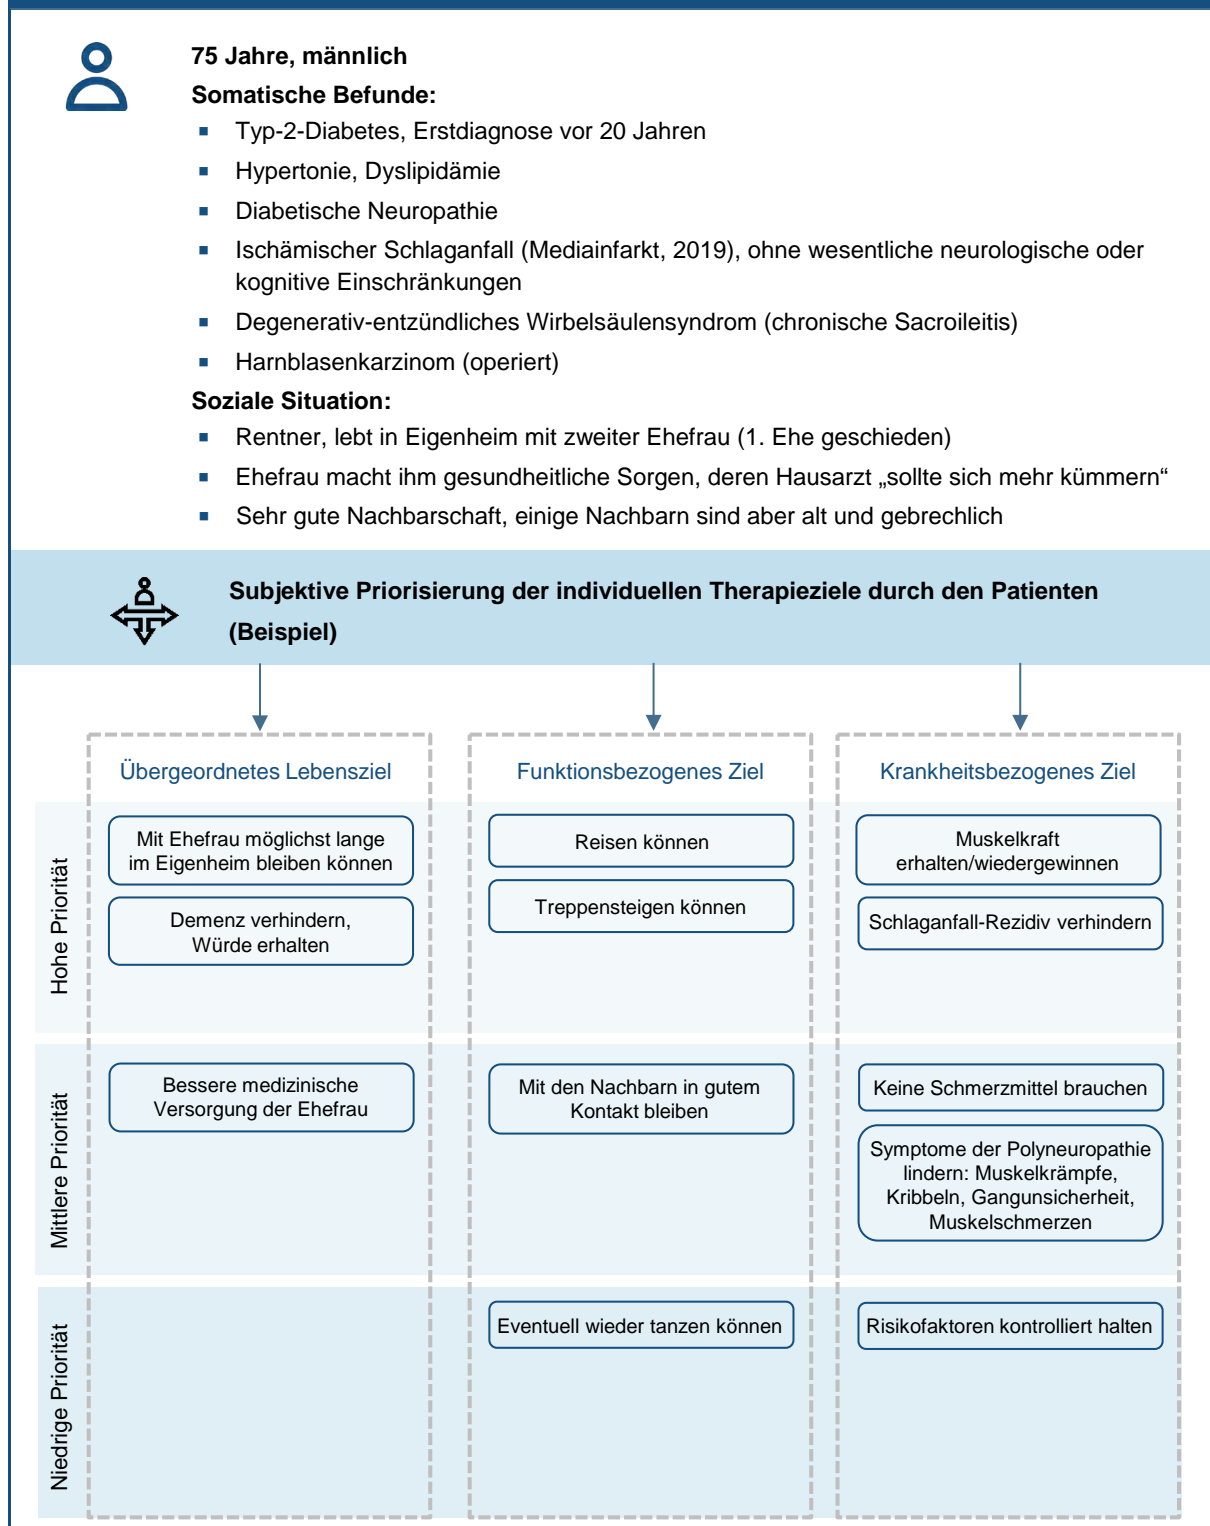 75 Jahre, männlich
Somatische Befunde:
▪ Typ-2-Diabetes, Erstdiagnose vor 20 Jahren
▪ Hypertonie, Dyslipidämie
▪ Diabetische Neuropathie
▪ Ischämischer Schlaganfall (Mediainfarkt, 2019), ohne wesentliche neurologische oder
kognitive Einschränkungen
▪ Degenerativ-entzündliches Wirbelsäulensyndrom (chronische Sacroileitis)
▪ Harnblasenkarzinom (operiert)
Soziale Situation:
▪ Rentner, lebt in Eigenheim mit zweiter Ehefrau (1. Ehe geschieden)
▪ Ehefrau macht ihm gesundheitliche Sorgen, deren Hausarzt „sollte sich mehr kümmern“
▪ Sehr gute Nachbarschaft, einige Nachbarn sind aber alt und gebrechlich
Subjektive Priorisierung der individuellen Therapieziele durch den Patienten
(Beispiel)
Übergeordnetes Lebensziel
Funktionsbezogenes Ziel
Krankheitsbezogenes Ziel
Hohe Priorität
Mit Ehefrau möglichst lange
im Eigenheim bleiben können
Demenz verhindern,
Würde erhalten
Reisen können
Treppensteigen können
Muskelkraft
erhalten/wiedergewinnen
Schlaganfall-Rezidiv verhindern
Mittlere Priorität
Bessere medizinische
Versorgung der Ehefrau
Mit den Nachbarn in gutem
Kontakt bleiben
Keine Schmerzmittel brauchen
Symptome der Polyneuropathie
lindern: Muskelkrämpfe,
Kribbeln, Gangunsicherheit,
Muskelschmerzen
Niedrige Priorität
Eventuell wieder tanzen können
Risikofaktoren kontrolliert halten